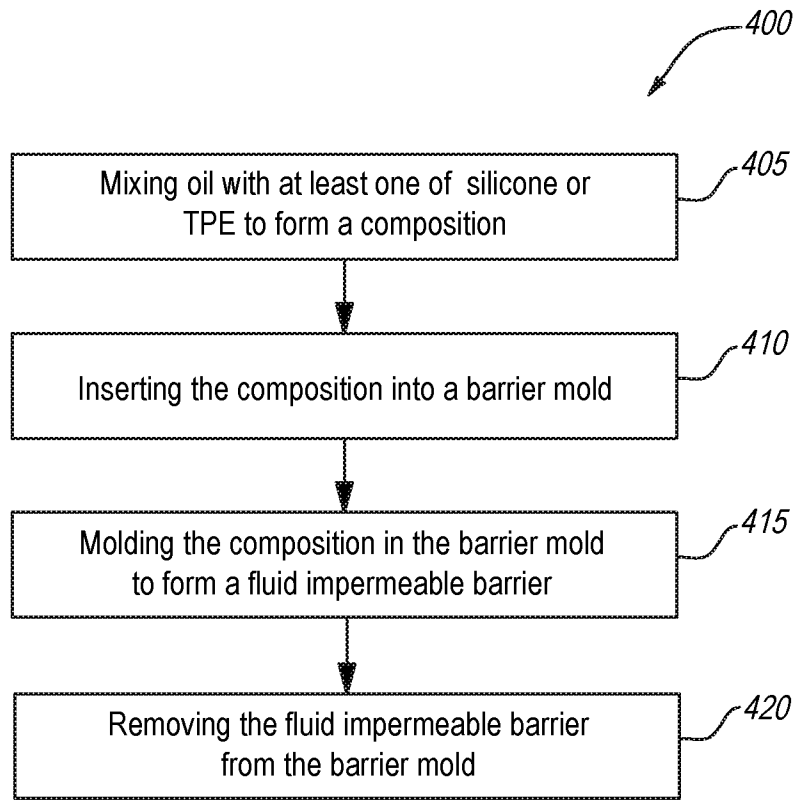 400
Mixing oil with at least one of silicone or
TPE to form a composition
405
Inserting the composition into a barrier mold
410
Molding the composition in the barrier mold
to form a fluid impermeable barrier
415
Removing the fluid impermeable barrier
from the barrier mold
420